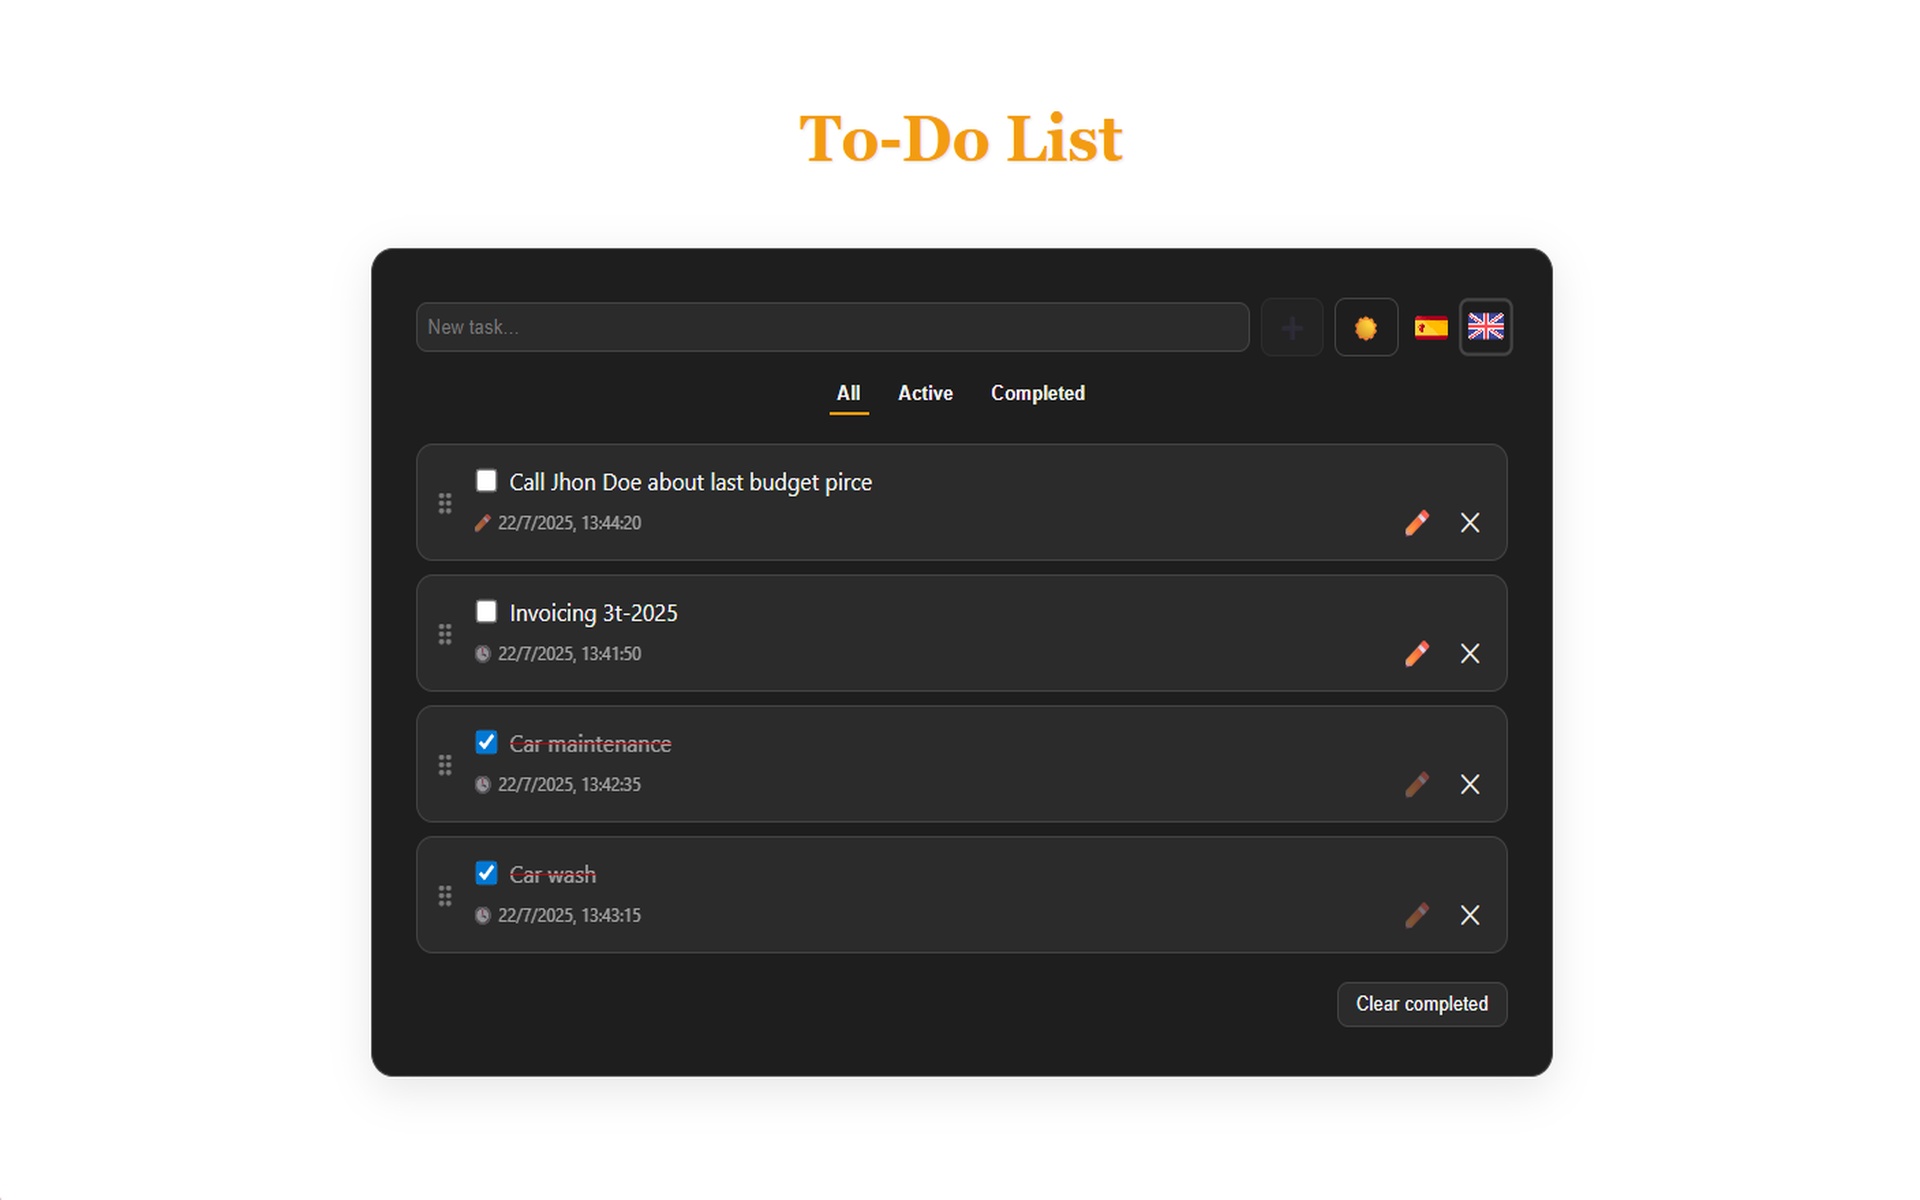 To-Do List
New task...
All Active Completed
Call Jhon Doe about last budget pirce
22/7/2025, 13:44:20
Invoicing 3t-2025
22/7/2025, 13:41:50
Car maintenance
22/7/2025, 13:42:35
Car wash
22/7/2025, 13:43:15
Clear completed